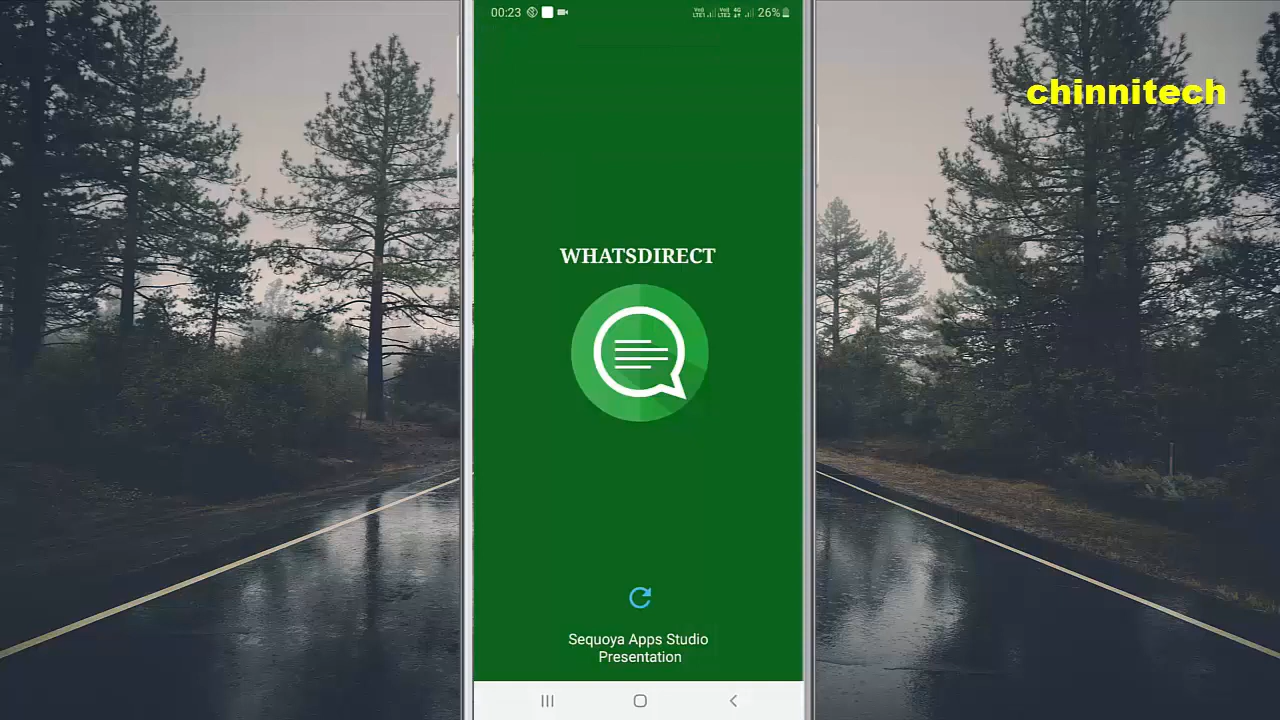 00:23
26%
chinnitech
WHATSDIRECT
Sequoya Apps Studio
Presentation